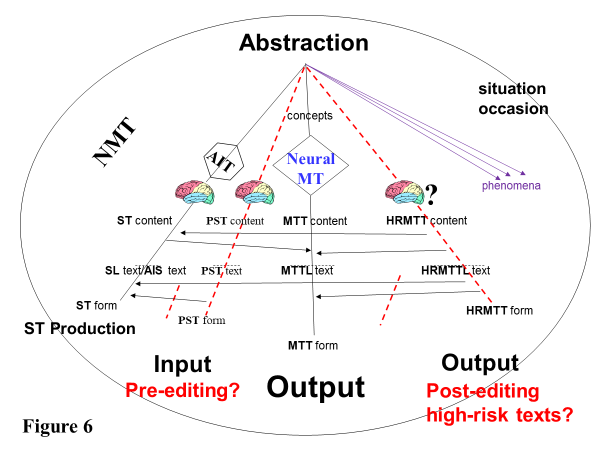 Abstraction
situation
occasion
NMT
concepts
AIT
Neural
MT
phenomena
?
ST content
PST content
MTT content
HRMTT content
SL text/AIS text
PST text
MTTL text
HRMTTL text
ST form
PST form
HRMTT form
ST Production
MTT form
Input
Output
Output
Pre-editing?
Post-editing
high-risk texts?
Figure 6